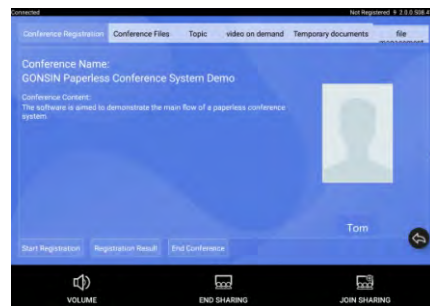 Connected
Not Registered
Conference Registration
Conference Files
Topic
video on demand
Temporary documents
file
Conference Name:
GONSIN Paperless Conference System Demo
Conference Content:
The software is aimed to demonstrate the main flow of a paperless conference
system.
Tom
Start Registration
Registration Result
End Conference
VOLUME
END SHARING
JOIN SHARING